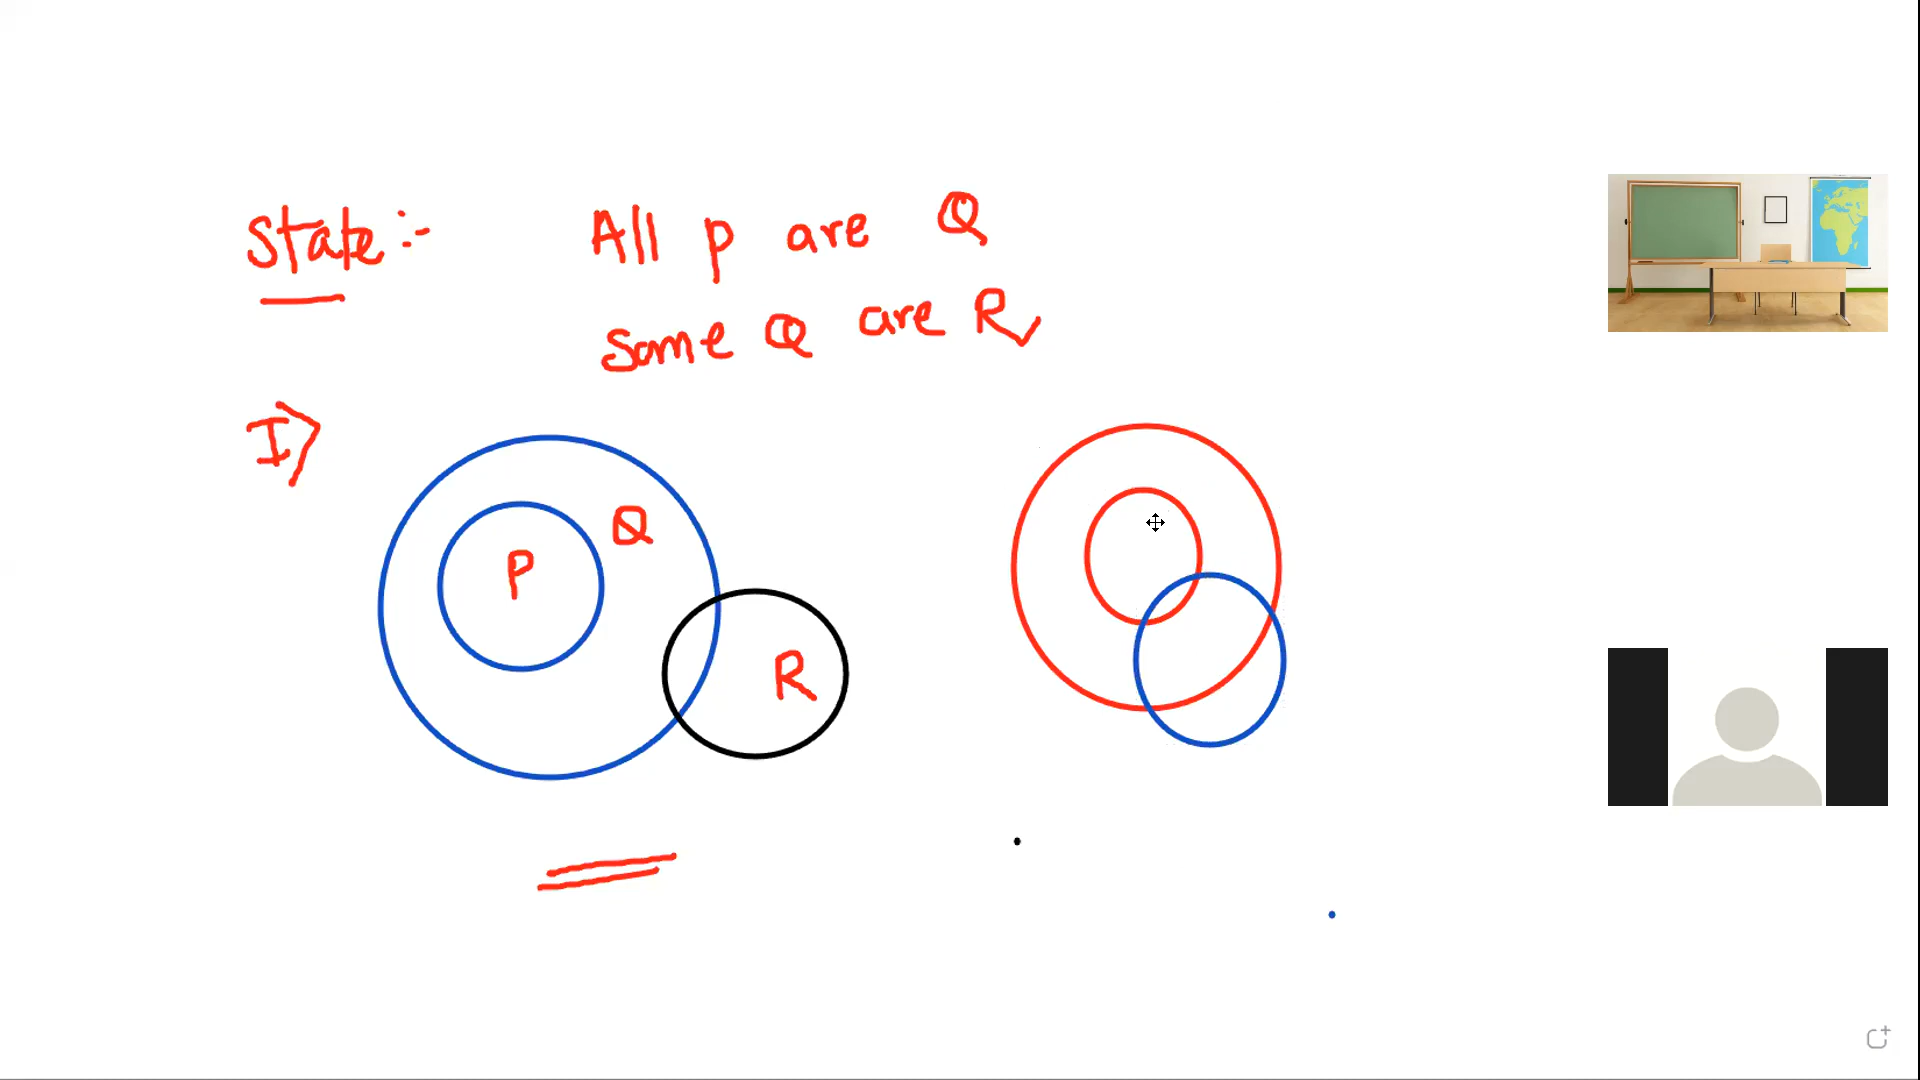 State:- All p are Q
Some Q are R
I>
P Q
R